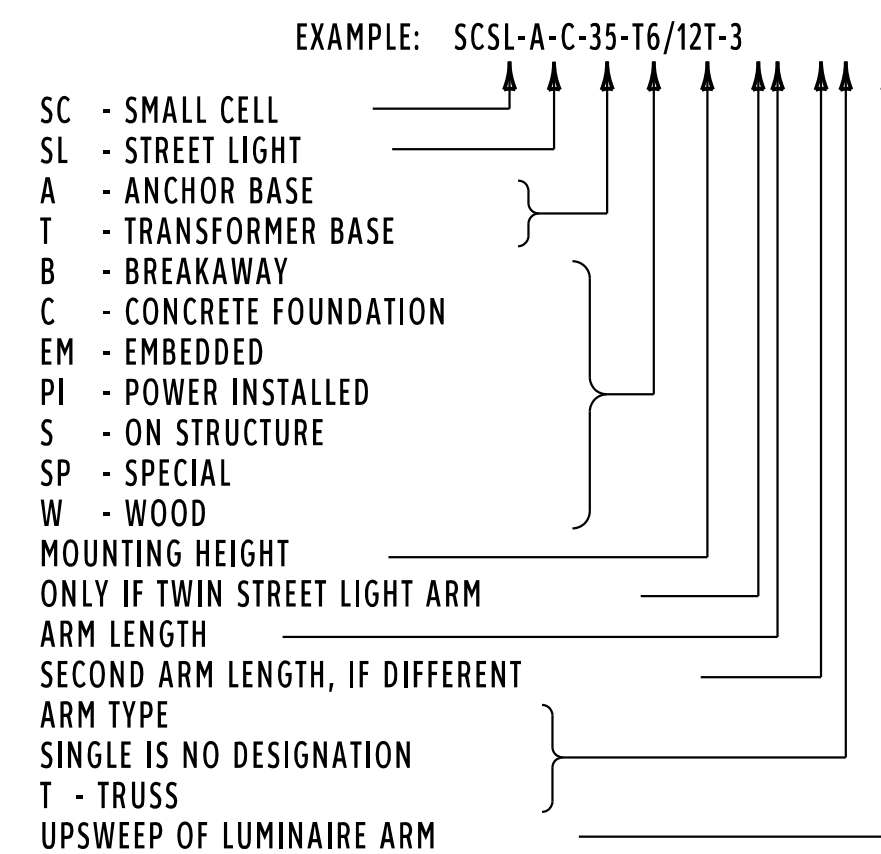 EXAMPLE: SCSL-A-C-35-T6/12T-3
SC - SMALL CELL
SL - STREET LIGHT
A - ANCHOR BASE
T - TRANSFORMER BASE
B - BREAKAWAY
C - CONCRETE FOUNDATION
EM - EMBEDDED
PI - POWER INSTALLED
S - ON STRUCTURE
SP - SPECIAL
W - WOOD
MOUNTING HEIGHT
ONLY IF TWIN STREET LIGHT ARM
ARM LENGTH
SECOND ARM LENGTH, IF DIFFERENT
ARM TYPE
SINGLE IS NO DESIGNATION
T - TRUSS
UPSWEEP OF LUMINAIRE ARM